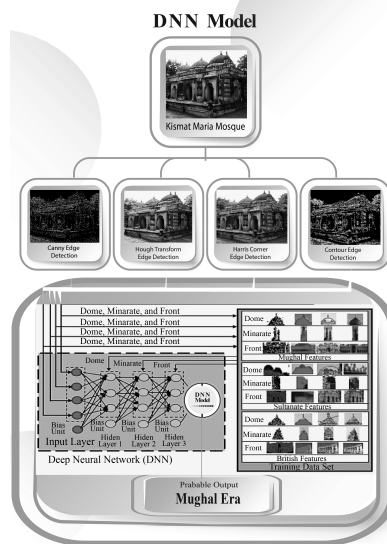 DNN Model
Kismat Maria Mosque
Canny Edge
Detection
Hough Transform
Edge Detection
Harris Corner
Edge Detection
Contour Edge
Detection
Dome, Minarate, and Front
Dome, Minarate, and Front
Dome, Minarate, and Front
Dome, Minarate, and Front
Dome
Minarate
Front
Bias
Unit
Bias
Unit
Bias
Unit
Bias
Unit
Input Layer
Hiden
Layer 1
Hiden
Layer 2
Hiden
Layer 3
DNN
Model
Deep Neural Network (DNN)
Dome
Minarate
Front
Mughal Features
Dome
Minarate
Front
Sultanate Features
Dome
Minarate
Front
British Features
Training Data Set
Prabable Output
Mughal Era